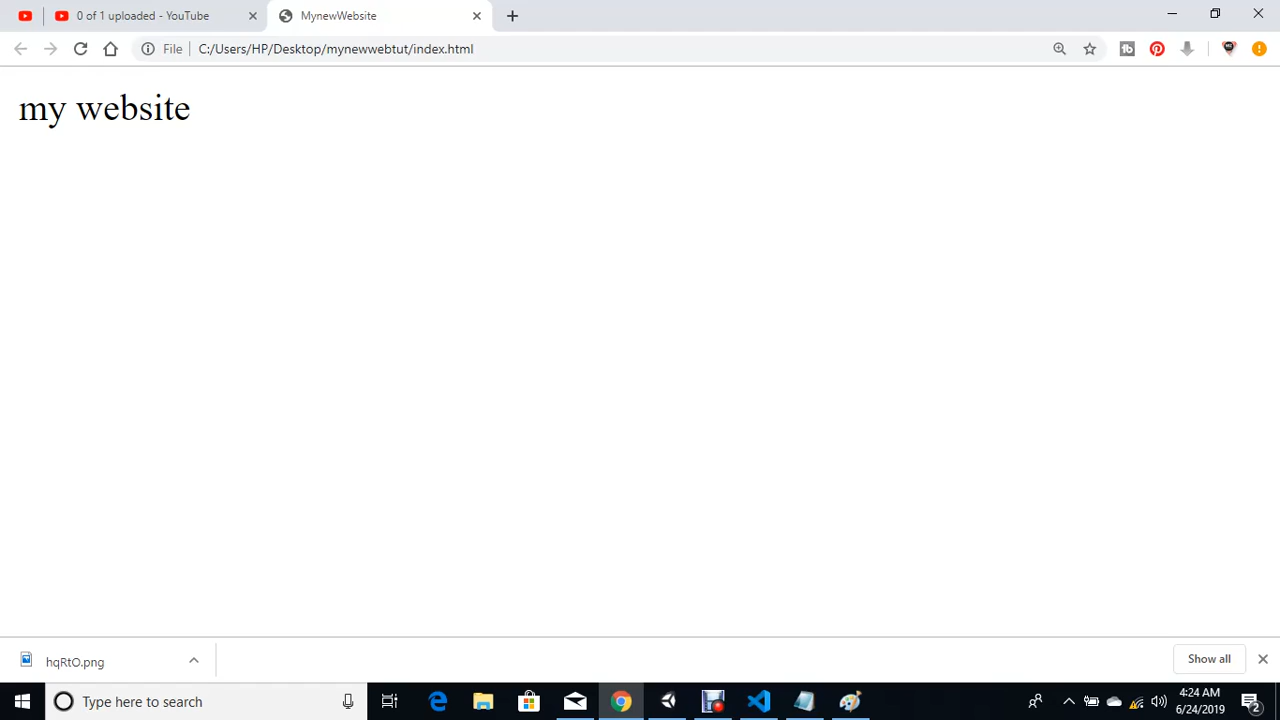 0 of 1 uploaded - YouTube
MynewWebsite
File
C:/Users/HP/Desktop/mynewwebtut/index.html
my website
hqRtO.png
Show all
Type here to search
4:24 AM
6/24/2019
2